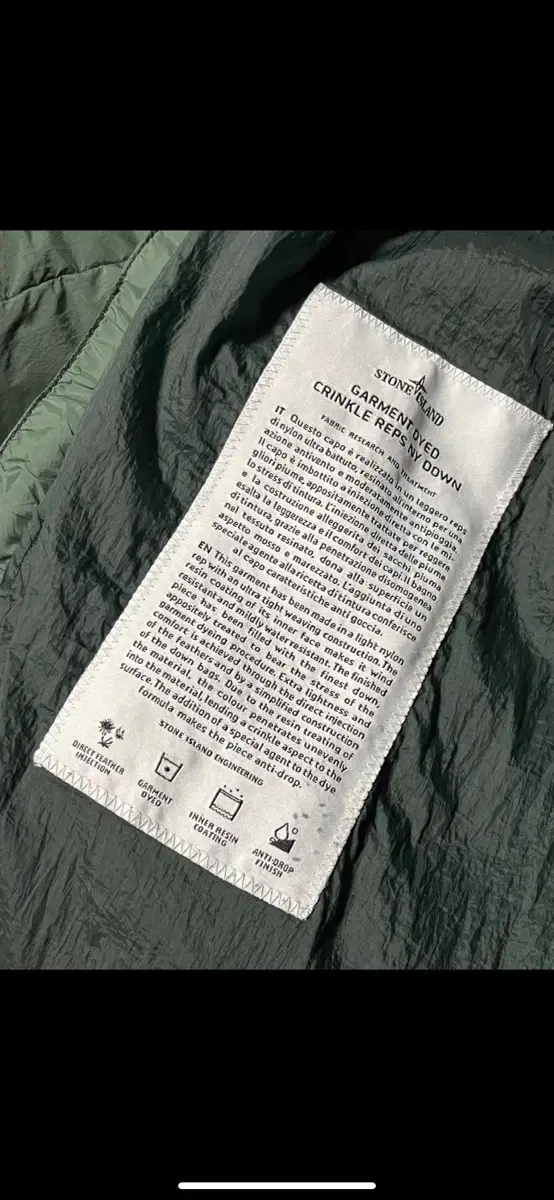 STONE ISLAND
GARMENT DYED
CRINKLE REPS NY DOWN
FABRIC RESEARCH AND TREATMENT
IT Questo capo è realizzato in un leggero reps
di nylon ultra battuto, resinato all'interno per una
azione antivento e moderatamente antipioggia.
Il capo è imbottito a iniezione diretta con le mi-
gliori piume, appositamente trattate per reggere
lo stress di tintura. L'iniezione diretta delle piume
e la costruzione alleggerita dei sacchi piuma
esalta la leggerezza e il comfort dei capi. Il bagno
di tintura, grazie alla penetrazione disomogenea
nel tessuto resinato, dona alla superficie un
aspetto mosso e marezzato. L'aggiunta di uno
speciale agente alla ricetta di tintura conferisce
al capo caratteristiche anti goccia.
EN This garment has been made in a light nylon
rep with an ultra tight weaving construction. The
resin coating of its inner face makes it wind
resistant and mildly water resistant. The finished
piece has been filled with the finest down,
appositely treated to bear the stress of the
garment dyeing procedure. Extra lightness and
comfort is achieved through the direct injection
of the feathers and by a simplified construction
of the down bags. Due to the resin treating of
the material, the colour penetrates unevenly
into the material, lending a crinkle aspect to the
surface. The addition of a special agent to the dye
formula makes the piece anti-drop.
STONE ISLAND ENGINEERING
DIRECT FEATHER
INJECTION
GARMENT
DYED
INNER RESIN
COATING
ANTI-DROP
FINISH